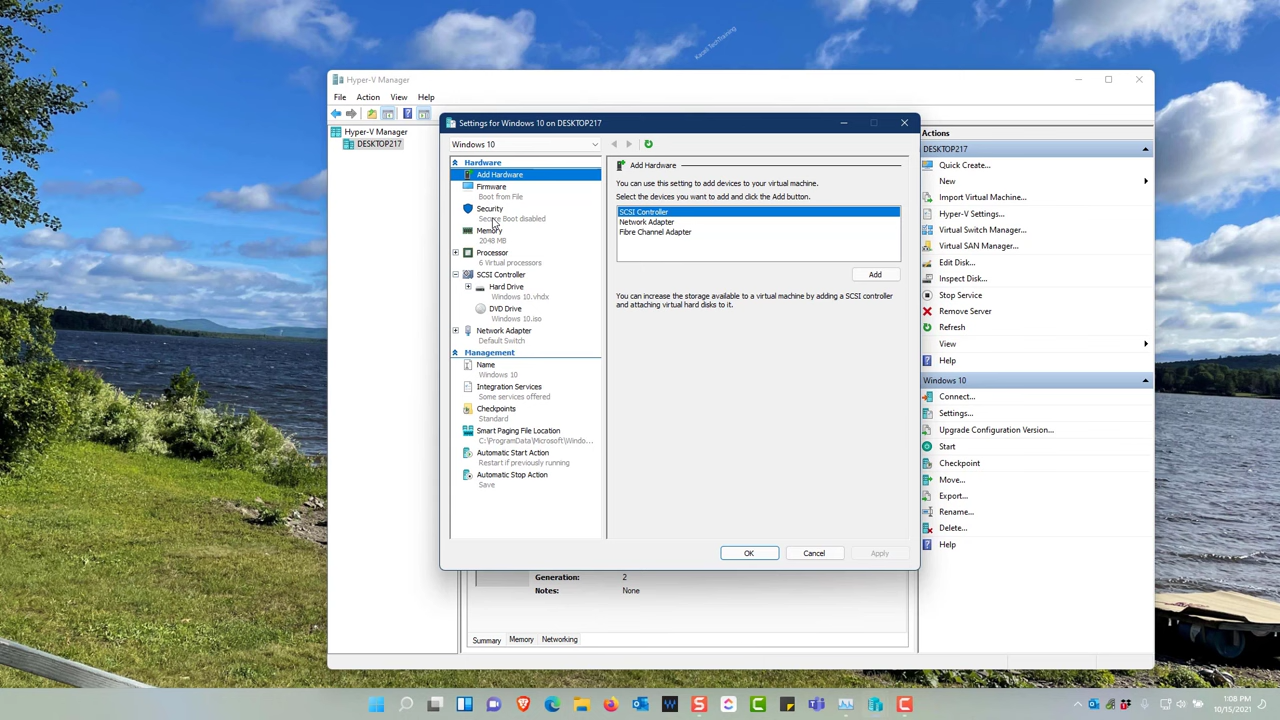 Karait TechTraining
Hyper-V Manager
File Action View Help
Hyper-V Manager
DESKTOP217
Settings for Windows 10 on DESKTOP217
Windows 10
Hardware
Add Hardware
Firmware
Boot from File
Security
Secure Boot disabled
Memory
2048 MB
Processor
6 Virtual processors
SCSI Controller
Hard Drive
Windows 10.vhdx
DVD Drive
Windows 10.iso
Network Adapter
Default Switch
Management
Name
Windows 10
Integration Services
Some services offered
Checkpoints
Standard
Smart Paging File Location
C:\ProgramData\Microsoft\Windo...
Automatic Start Action
Restart if previously running
Automatic Stop Action
Save
Add Hardware
You can use this setting to add devices to your virtual machine.
Select the devices you want to add and click the Add button.
SCSI Controller
Network Adapter
Fibre Channel Adapter
Add
You can increase the storage available to a virtual machine by adding a SCSI controller
and attaching virtual hard disks to it.
OK Cancel Apply
Generation: 2
Notes: None
Summary Memory Networking
Actions
DESKTOP217
Quick Create...
New
Import Virtual Machine...
Hyper-V Settings...
Virtual Switch Manager...
Virtual SAN Manager...
Edit Disk...
Inspect Disk...
Stop Service
Remove Server
Refresh
View
Help
Windows 10
Connect...
Settings...
Upgrade Configuration Version...
Start
Checkpoint
Move...
Export...
Rename...
Delete...
Help
1:08 PM
10/15/2021